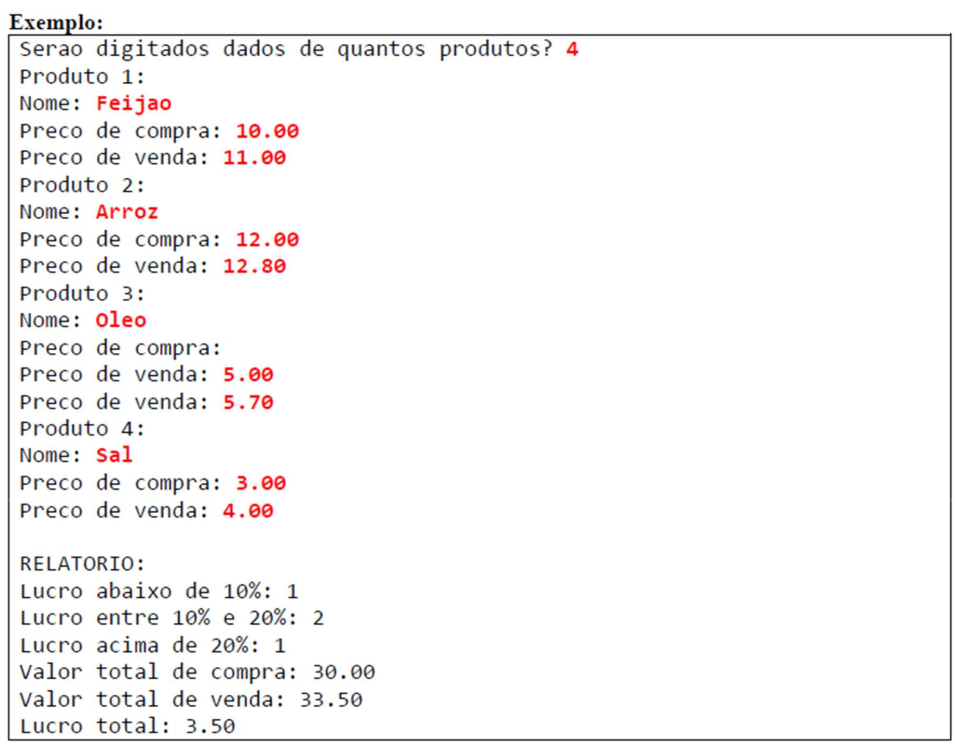 Exemplo:
Serao digitados dados de quantos produtos? 4
Produto 1:
Nome: Feijao
Preco de compra: 10.00
Preco de venda: 11.00
Produto 2:
Nome: Arroz
Preco de compra: 12.00
Preco de venda: 12.80
Produto 3:
Nome: Oleo
Preco de compra:
Preco de venda: 5.00
Preco de venda: 5.70
Produto 4:
Nome: Sal
Preco de compra: 3.00
Preco de venda: 4.00
RELATORIO:
Lucro abaixo de 10%: 1
Lucro entre 10% e 20%: 2
Lucro acima de 20%: 1
Valor total de compra: 30.00
Valor total de venda: 33.50
Lucro total: 3.50